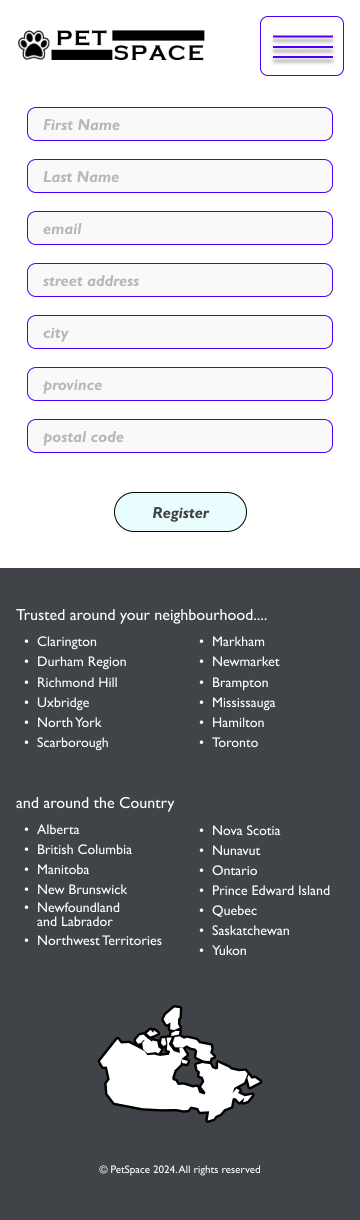 PET
SPACE
First Name
Last Name
email
street address
city
province
postal code
Register
Trusted around your neighbourhood....
• Clarington
• Durham Region
• Richmond Hill
• Uxbridge
• North York
• Scarborough
• Markham
• Newmarket
• Brampton
• Mississauga
• Hamilton
• Toronto
and around the Country
• Alberta
• British Columbia
• Manitoba
• New Brunswick
• Newfoundland
and Labrador
• Northwest Territories
• Nova Scotia
• Nunavut
• Ontario
• Prince Edward Island
• Quebec
• Saskatchewan
• Yukon
© PetSpace 2024. All rights reserved